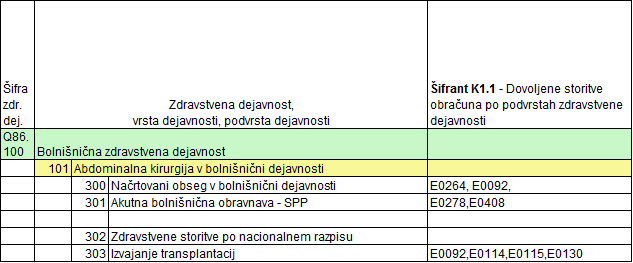 Šifra
zdr.
dej.
Zdravstvena dejavnost,
vrsta dejavnosti, podvrsta dejavnosti
Šifrant K1.1 - Dovoljene storitve
obračuna po podvrstah zdravstvene
dejavnosti
Q86.
100 Bolnišnična zdravstvena dejavnost
101 Abdominalna kirurgija v bolnišnični dejavnosti
300 Načrtovani obseg v bolnišnični dejavnosti E0264, E0092,
301 Akutna bolnišnična obravnava - SPP E0278,E0408
302 Zdravstvene storitve po nacionalnem razpisu
303 Izvajanje transplantacij E0092,E0114,E0115,E0130